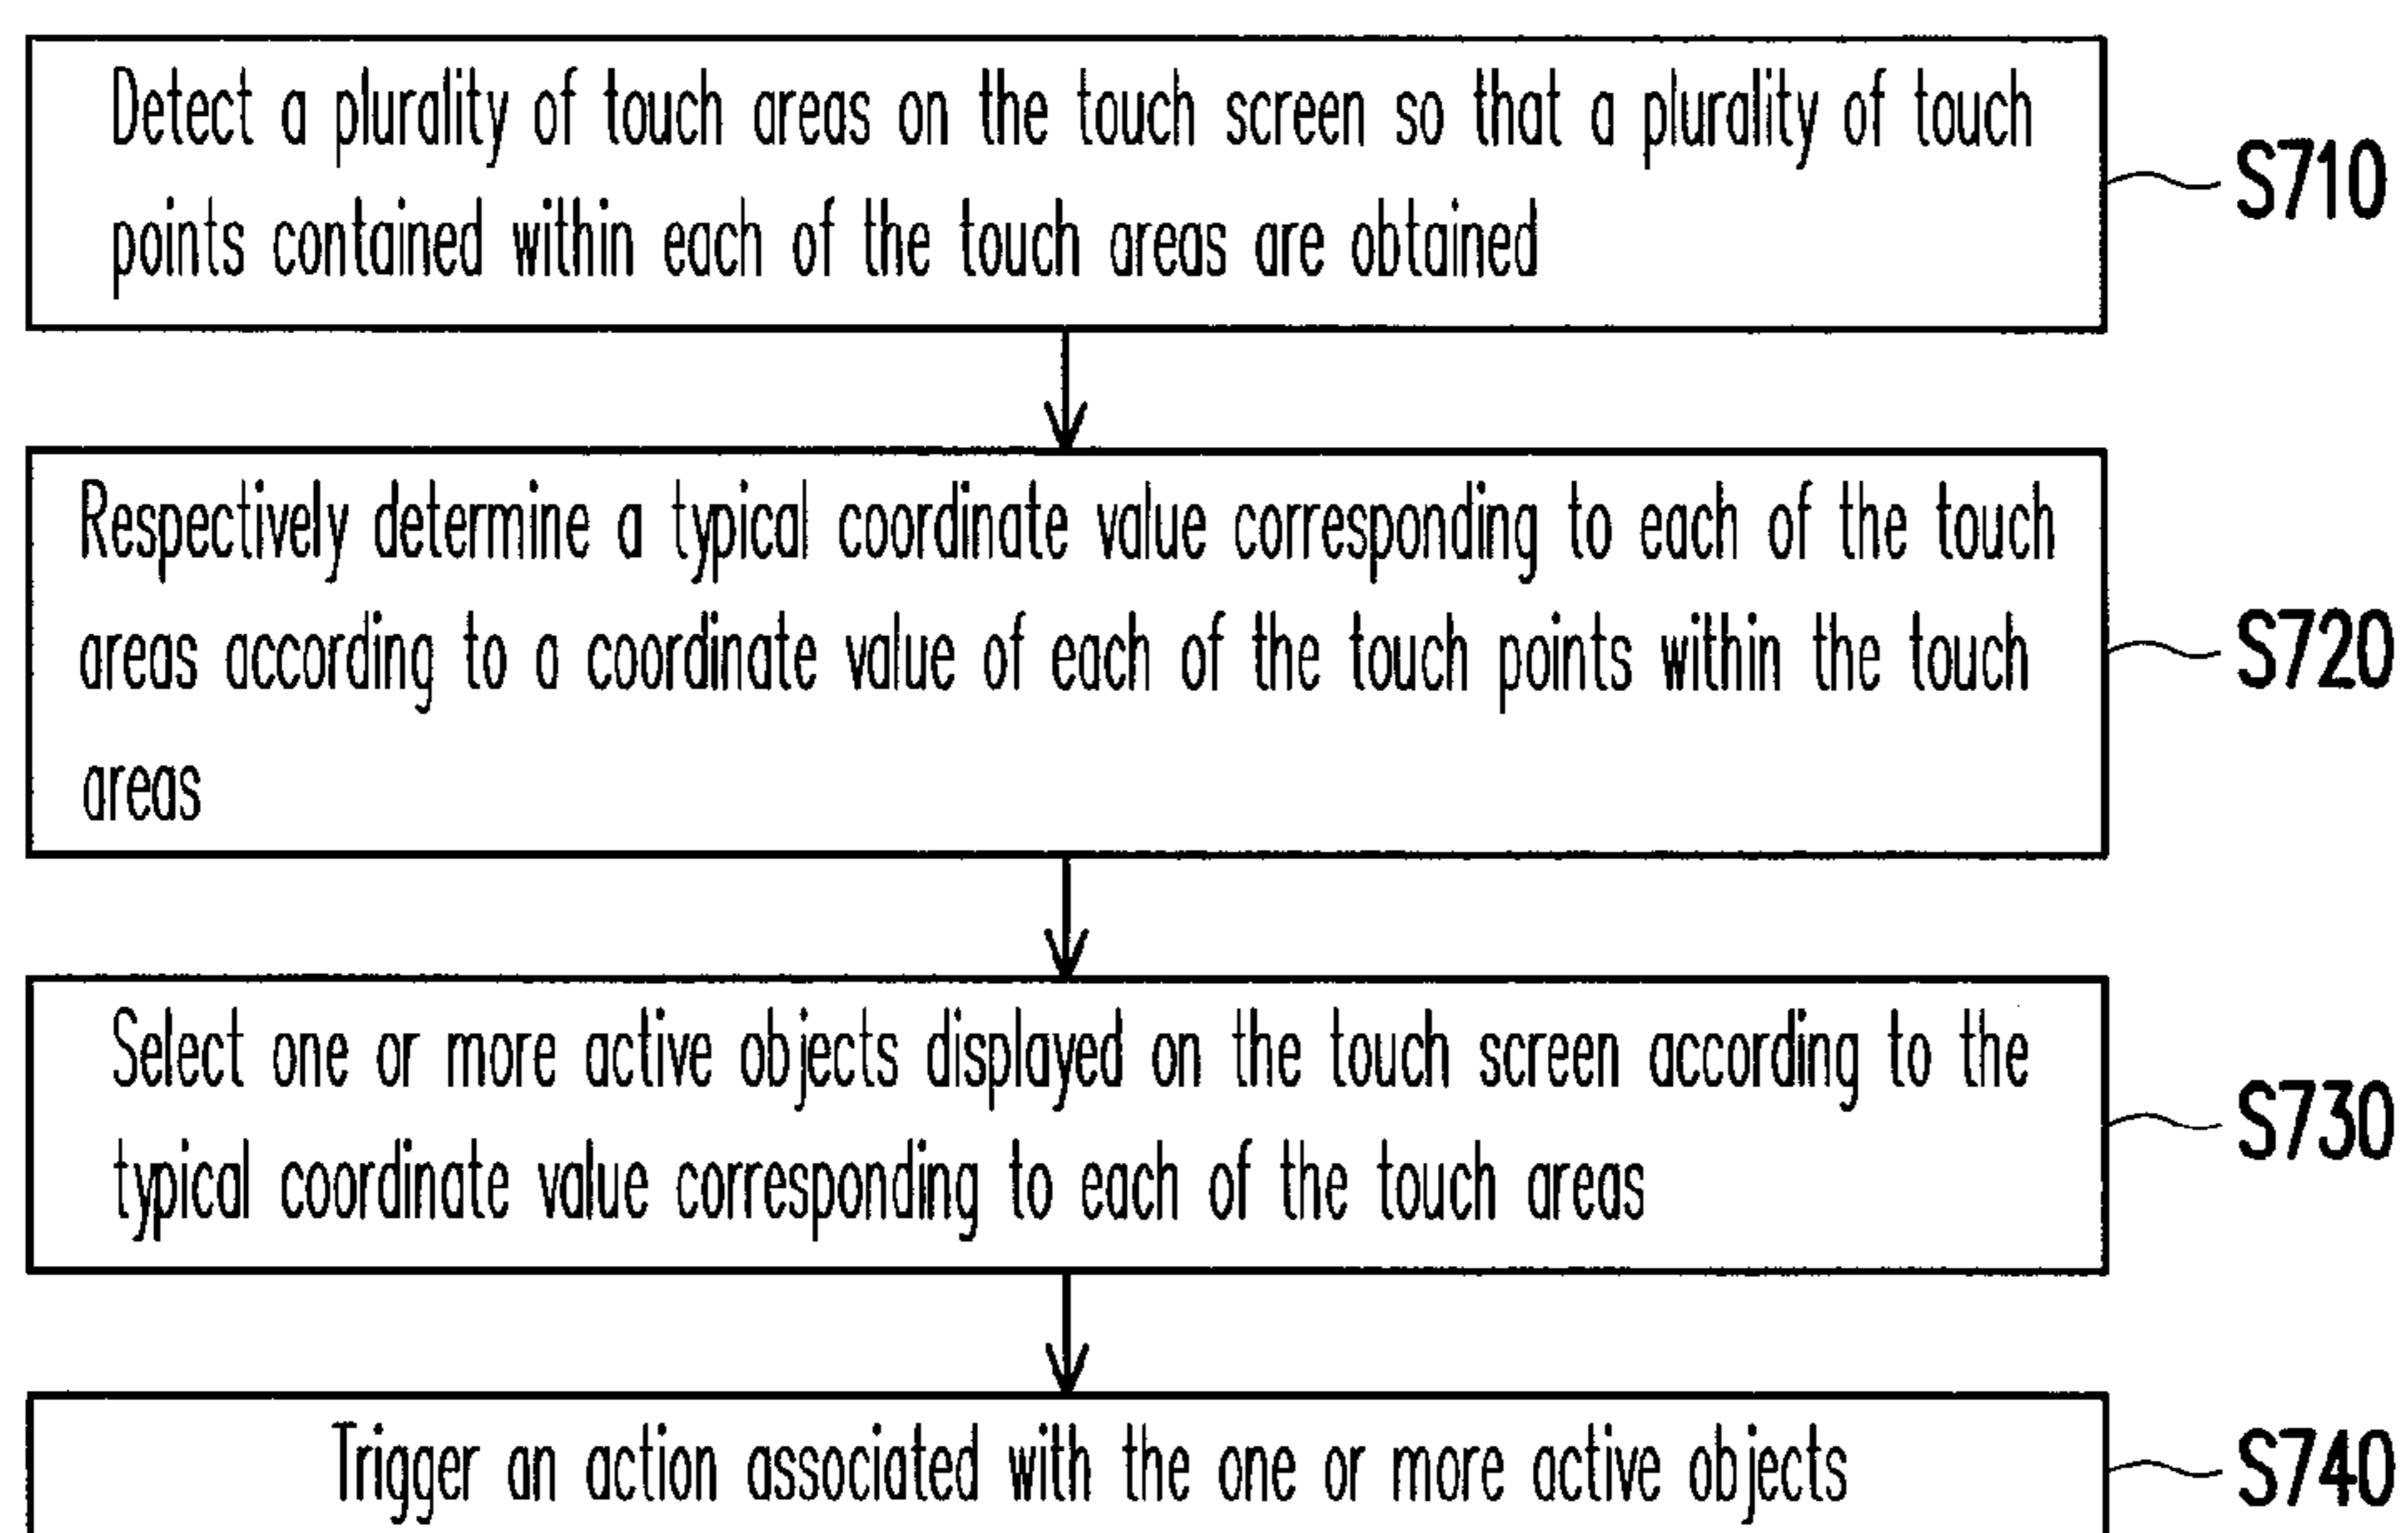 Detect a plurality of touch areas on the touch screen so that a plurality of touch
points contained within each of the touch areas are obtained
S710
Respectively determine a typical coordinate value corresponding to each of the touch
areas according to a coordinate value of each of the touch points within the touch
areas
S720
Select one or more active objects displayed on the touch screen according to the
typical coordinate value corresponding to each of the touch areas
S730
Trigger an action associated with the one or more active objects
S740